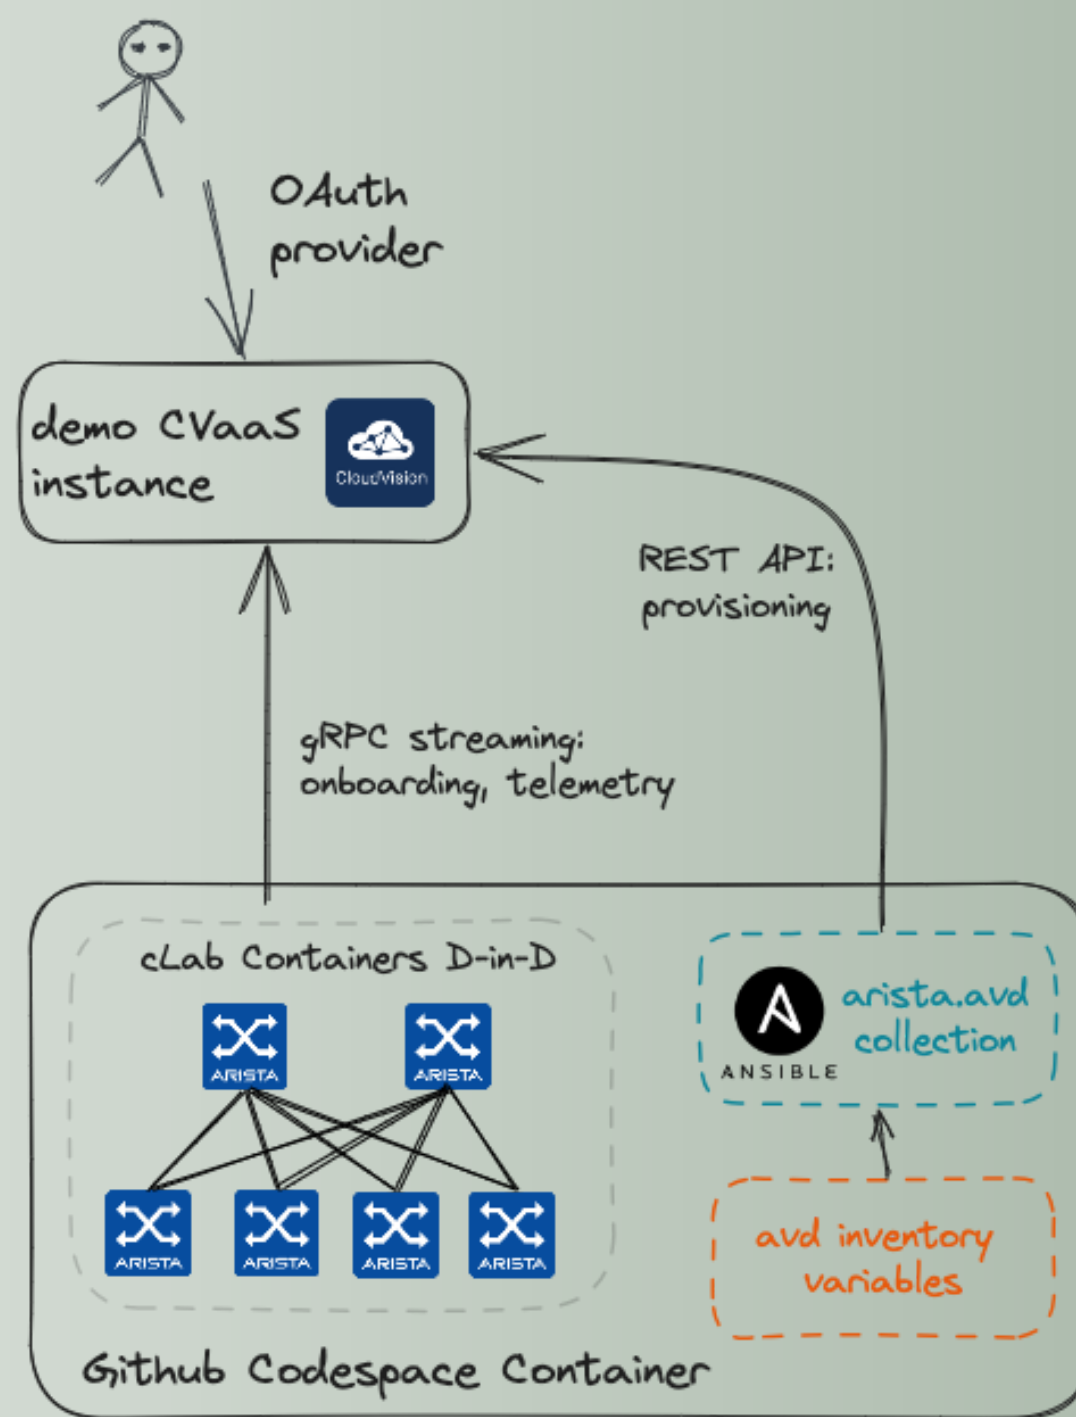 OAuth
provider
demo CVaaS
instance
CloudVision
REST API:
provisioning
gRPC streaming:
onboarding, telemetry
cLab Containers D-in-D
ARISTA
ARISTA
ARISTA
ARISTA
ARISTA
ARISTA
A
ANSIBLE
arista.avd
collection
avd inventory
variables
Github Codespace Container